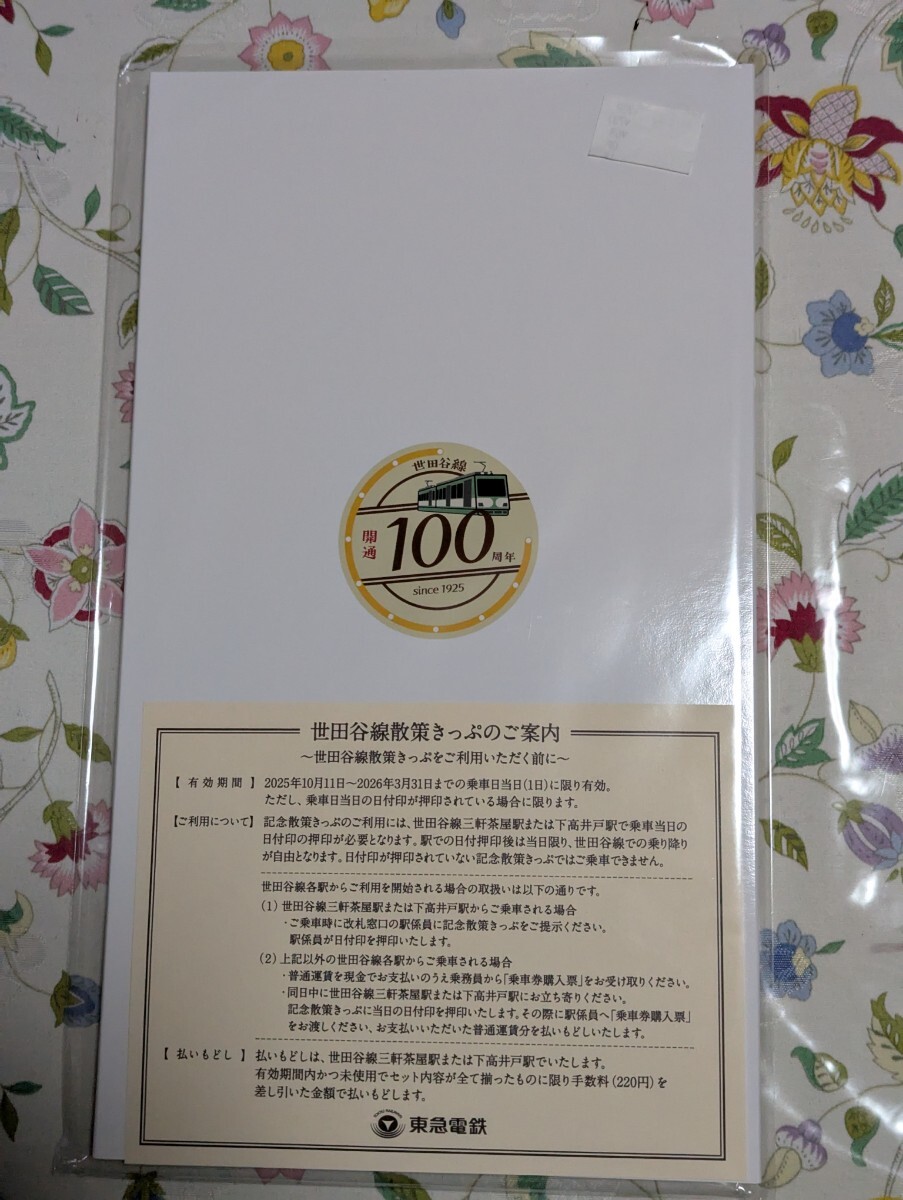 世田谷線
開通
100
周年
since 1925
世田谷線散策きっぷのご案内
〜世田谷線散策きっぷをご利用いただく前に〜
【 有 効 期 間 】 2025年10月11日〜2026年3月31日までの乗車日当日(1日)に限り有効。
ただし、乗車日当日の日付印が押印されている場合に限ります。
【ご利用について】 記念散策きっぷのご利用には、世田谷線三軒茶屋駅または下高井戸駅で乗車当日の
日付印の押印が必要となります。駅での日付押印後は当日限り、世田谷線での乗り降り
が自由となります。日付印が押印されていない記念散策きっぷではご乗車できません。
世田谷線各駅からご利用を開始される場合の取扱いは以下の通りです。
(1) 世田谷線三軒茶屋駅または下高井戸駅からご乗車される場合
・ご乗車時に改札窓口の駅係員に記念散策きっぷをご提示ください。
駅係員が日付印を押印いたします。
(2) 上記以外の世田谷線各駅からご乗車される場合
・普通運賃を現金でお支払いのうえ乗務員から「乗車券購入票」をお受け取りください。
・同日中に世田谷線三軒茶屋駅または下高井戸駅にお立ち寄りください。
記念散策きっぷに当日の日付印を押印いたします。その際に駅係員へ「乗車券購入票」
をお渡しください、お支払いいただいた普通運賃分を払いもどしいたします。
【 払いもどし 】 払いもどしは、世田谷線三軒茶屋駅または下高井戸駅でいたします。
有効期間内かつ未使用でセット内容が全て揃ったものに限り手数料(220円)を
差し引いた金額で払いもどします。
東急電鉄